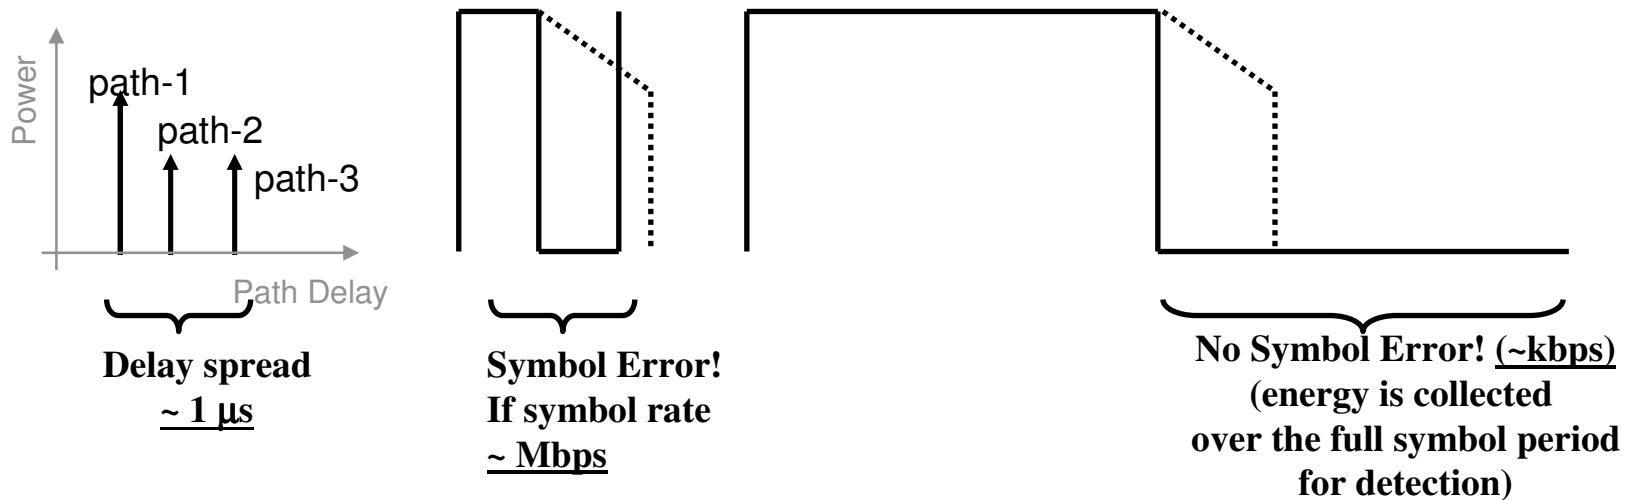 Power
path-1
path-2
path-3
Path Delay
Delay spread
~ 1 μs
Symbol Error!
If symbol rate
~ Mbps
No Symbol Error! (~kbps)
(energy is collected
over the full symbol period
for detection)